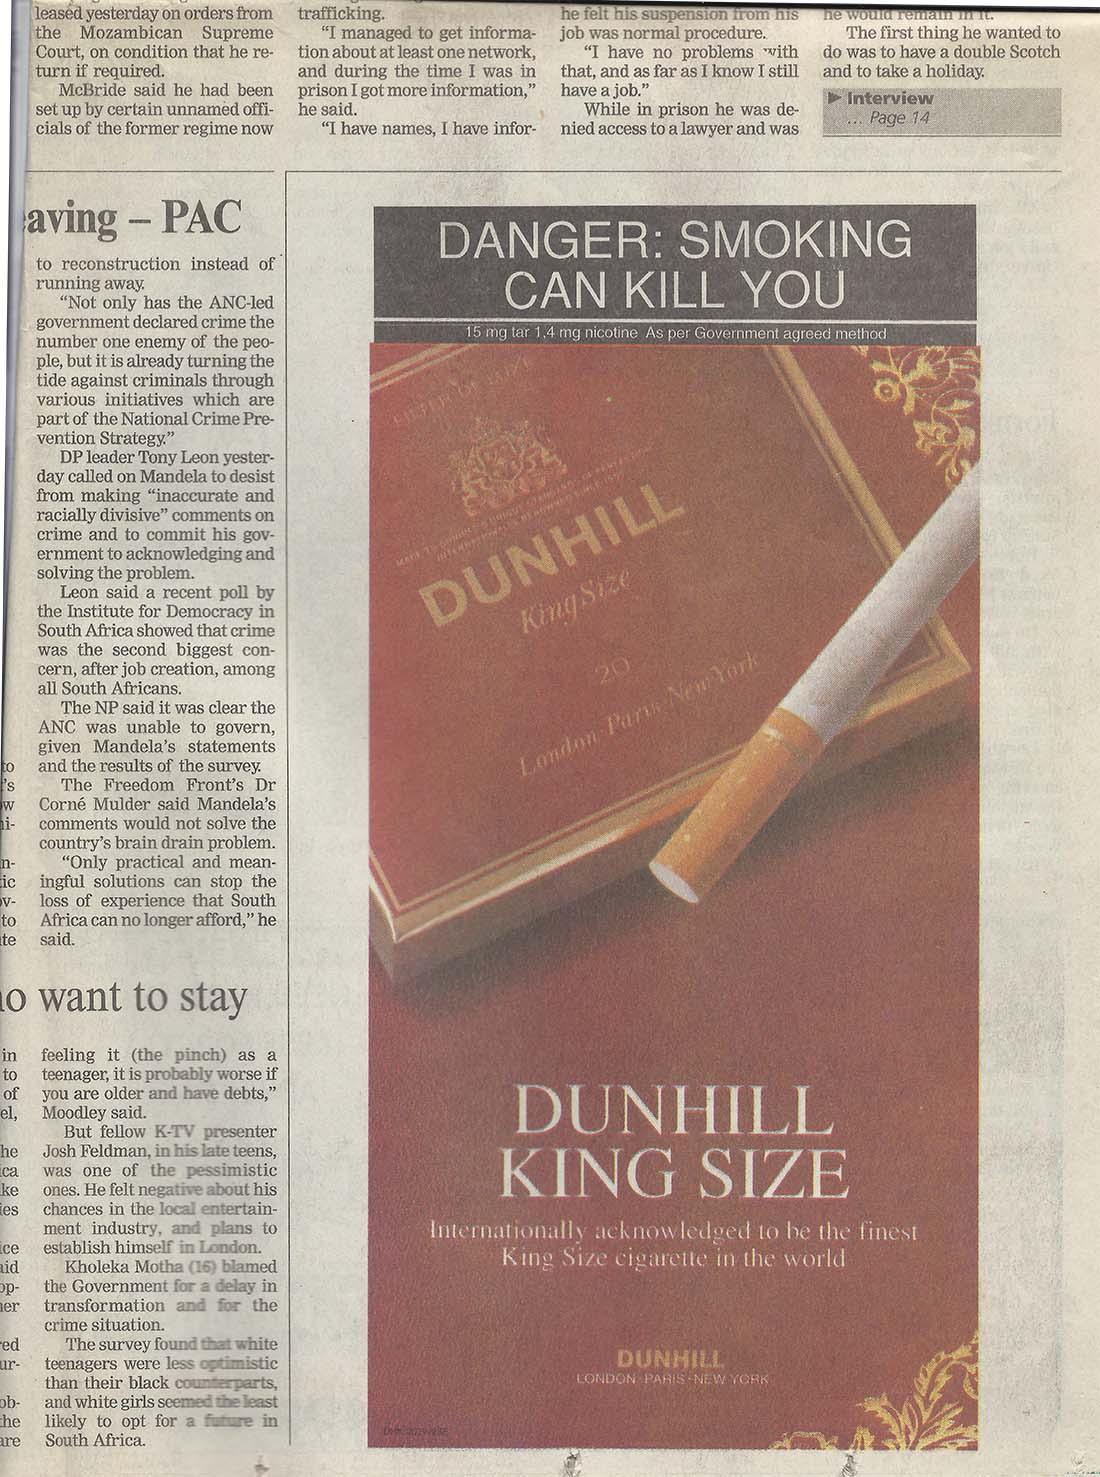 leased yesterday on orders from
the Mozambican Supreme
Court, on condition that he re-
turn if required.
McBride said he had been
set up by certain unnamed offi-
cials of the former regime now
trafficking.
“I managed to get informa-
tion about at least one network,
and during the time I was in
prison I got more information,”
he said.
“I have names, I have infor-
he felt his suspension from his
job was normal procedure.
“I have no problems with
that, and as far as I know I still
have a job.”
While in prison he was de-
nied access to a lawyer and was
he would remain in it.
The first thing he wanted to
do was to have a double Scotch
and to take a holiday.
▶ Interview
... Page 14
eaving – PAC
to reconstruction instead of
running away.
“Not only has the ANC-led
government declared crime the
number one enemy of the peo-
ple, but it is already turning the
tide against criminals through
various initiatives which are
part of the National Crime Pre-
vention Strategy.”
DP leader Tony Leon yester-
day called on Mandela to desist
from making “inaccurate and
racially divisive” comments on
crime and to commit his gov-
ernment to acknowledging and
solving the problem.
Leon said a recent poll by
the Institute for Democracy in
South Africa showed that crime
was the second biggest con-
cern, after job creation, among
all South Africans.
The NP said it was clear the
ANC was unable to govern,
given Mandela’s statements
and the results of the survey.
The Freedom Front’s Dr
Corné Mulder said Mandela’s
comments would not solve the
country’s brain drain problem.
“Only practical and mean-
ingful solutions can stop the
loss of experience that South
Africa can no longer afford,” he
said.
o want to stay
feeling it (the pinch) as a
teenager, it is probably worse if
you are older and have debts,”
Moodley said.
But fellow K-TV presenter
Josh Feldman, in his late teens,
was one of the pessimistic
ones. He felt negative about his
chances in the local entertain-
ment industry, and plans to
establish himself in London.
Kholeka Motha (16) blamed
the Government for a delay in
transformation and for the
crime situation.
The survey found that white
teenagers were less optimistic
than their black counterparts,
and white girls seemed the least
likely to opt for a future in
South Africa.
DANGER: SMOKING
CAN KILL YOU
15 mg tar 1,4 mg nicotine As per Government agreed method
DUNHILL
King Size
20
London·Paris·New York
DUNHILL
KING SIZE
Internationally acknowledged to be the finest
King Size cigarette in the world
DUNHILL
LONDON·PARIS·NEW YORK